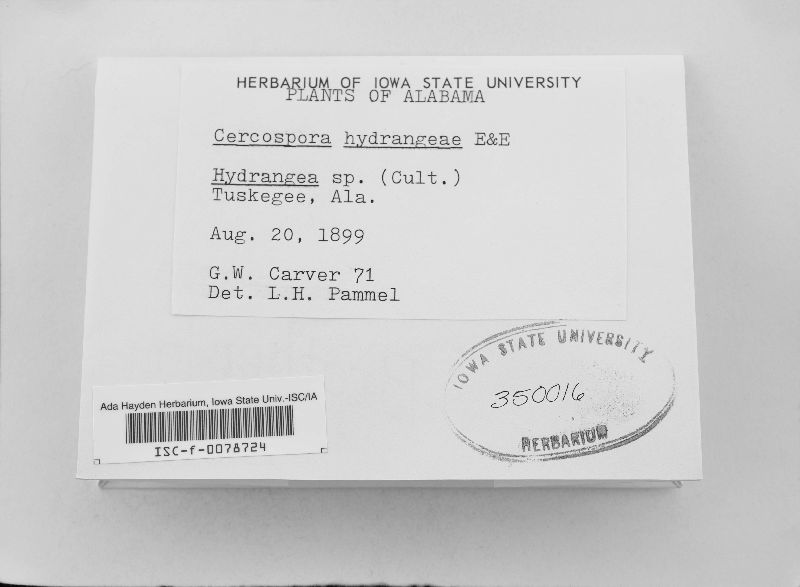 HERBARIUM OF IOWA STATE UNIVERSITY
PLANTS OF ALABAMA
Cercospora hydrangeae E&E
Hydrangea sp. (Cult.)
Tuskegee, Ala.
Aug. 20, 1899
G.W. Carver 71
Det. L.H. Pammel
IOWA STATE UNIVERSITY
350016
HERBARIUM
Ada Hayden Herbarium, Iowa State Univ.-ISC/IA
ISC-f-0078724